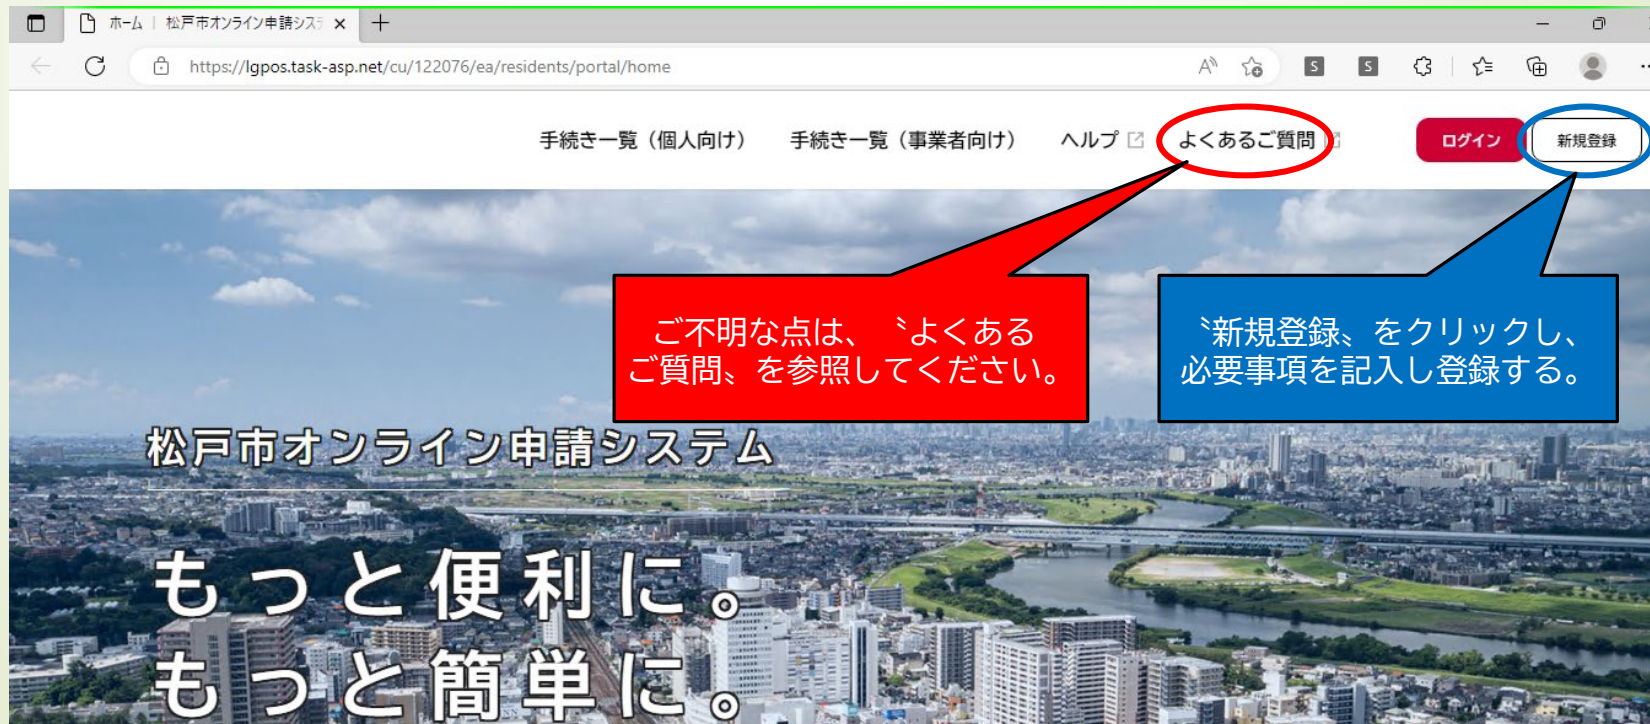 ホーム | 松戸市オンライン申請シス
https://lgpos.task-asp.net/cu/122076/ea/residents/portal/home
手続き一覧（個人向け） 手続き一覧（事業者向け） ヘルプ よくあるご質問 ログイン 新規登録
ご不明な点は、〝よくある
ご質問〟を参照してください。
〝新規登録〟をクリックし、
必要事項を記入し登録する。
松戸市オンライン申請システム
もっと便利に。
もっと簡単に。